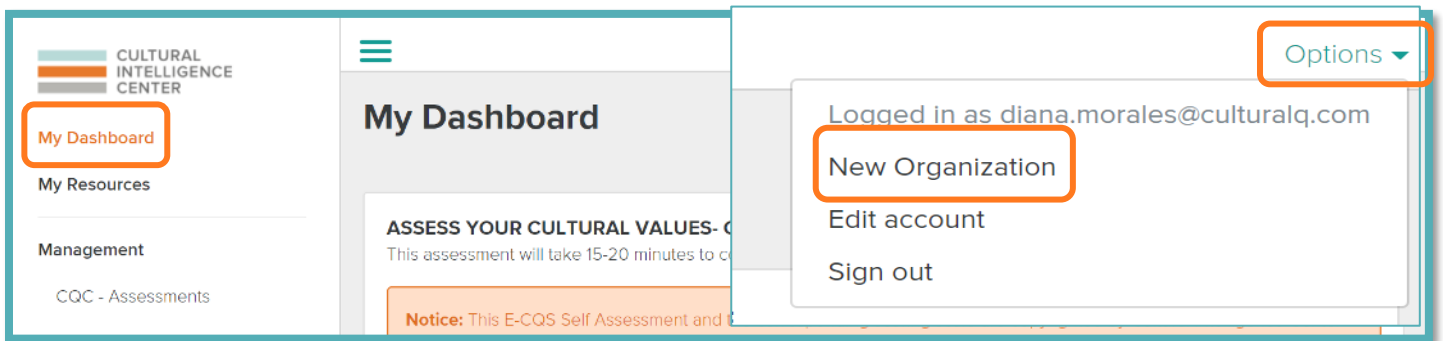 CULTURAL
INTELLIGENCE
CENTER
My Dashboard
My Resources
Management
CQC - Assessments
My Dashboard
ASSESS YOUR CULTURAL VALUES-
This assessment will take 15-20 minutes to
Notice: This E-CQS Self Assessment and
Options
Logged in as diana.morales@culturalq.com
New Organization
Edit account
Sign out